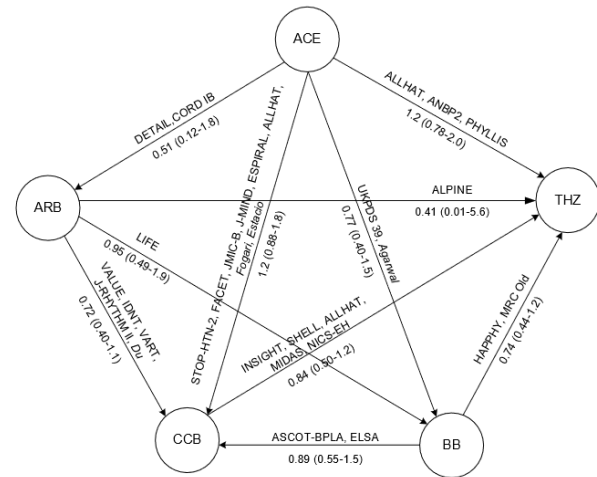 ACE
ALLHAT, ANBP2, PHYLLIS
1.2 (0.78-2.0)
DETAIL,CORD IB
0.51 (0.12-1.8)
STOP-HTN-2, FACET, JMIC-B, J-MIND, ESPIRAL, ALLHAT,
Fogari, Estacio
1.2 (0.88-1.8)
UKPDS 39, Agarwal
0.77 (0.40-1.5)
ARB
ALPINE
0.41 (0.01-5.6)
THZ
LIFE
0.95 (0.49-1.9)
VALUE, IDNT, VART,
J-RHYTHM II, Du
0.72 (0.40-1.1)
INSIGHT, SHELL, ALLHAT,
MIDAS, NICS-EH
0.84 (0.50-1.2)
HAPPHY, MRC Old
0.74 (0.44-1.2)
CCB
ASCOT-BPLA, ELSA
0.89 (0.55-1.5)
BB